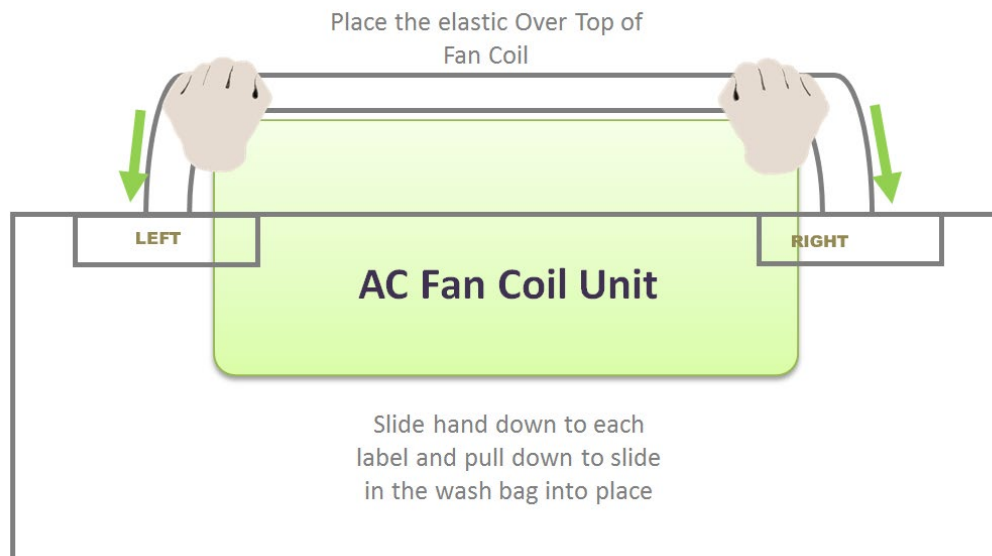 Place the elastic Over Top of
Fan Coil
LEFT
RIGHT
AC Fan Coil Unit
Slide hand down to each
label and pull down to slide
in the wash bag into place